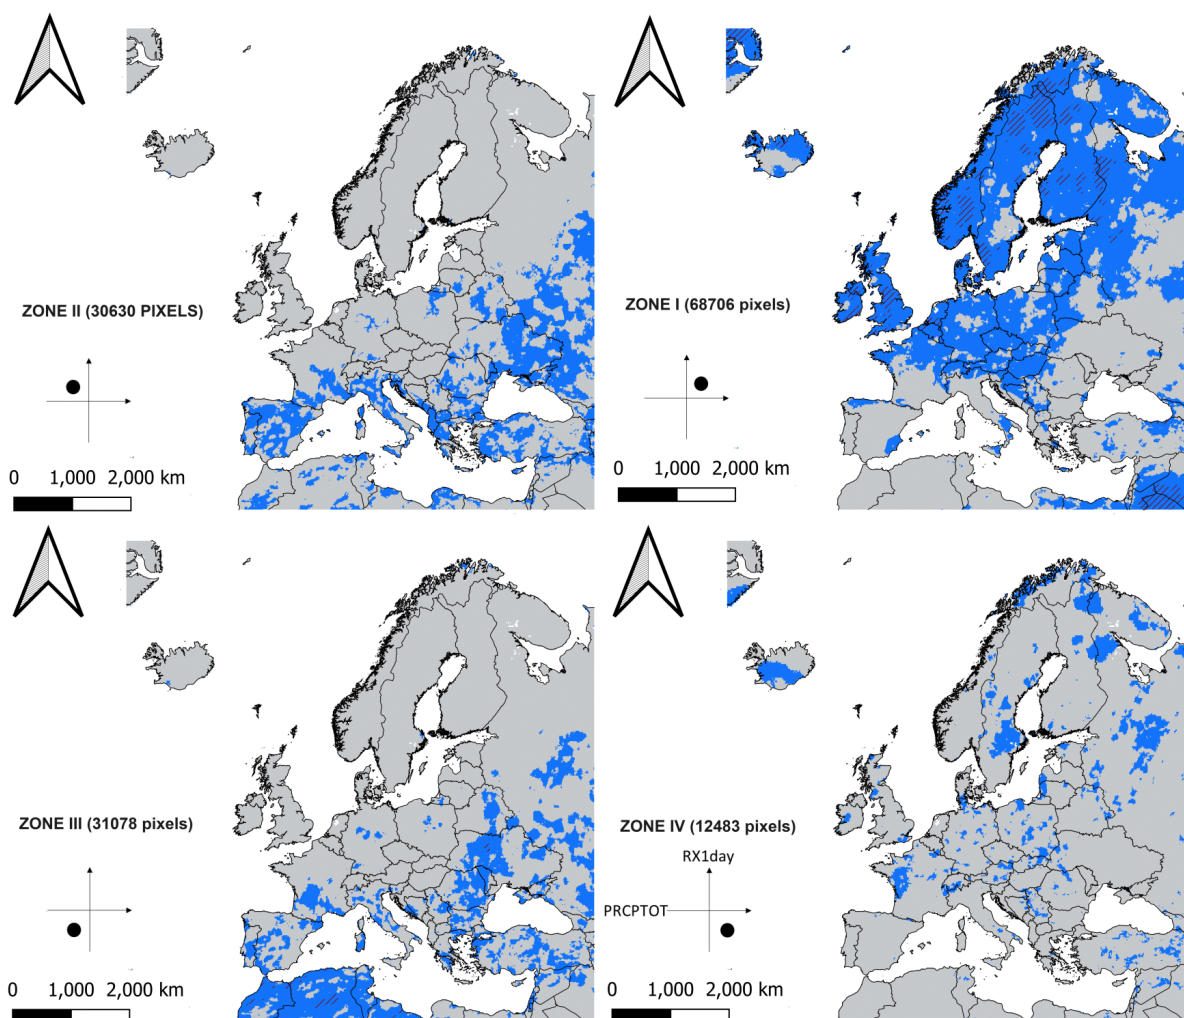 ZONE II (30630 PIXELS)
0 1,000 2,000 km
ZONE I (68706 pixels)
0 1,000 2,000 km
ZONE III (31078 pixels)
0 1,000 2,000 km
ZONE IV (12483 pixels)
RX1day
PRCPTOT
0 1,000 2,000 km